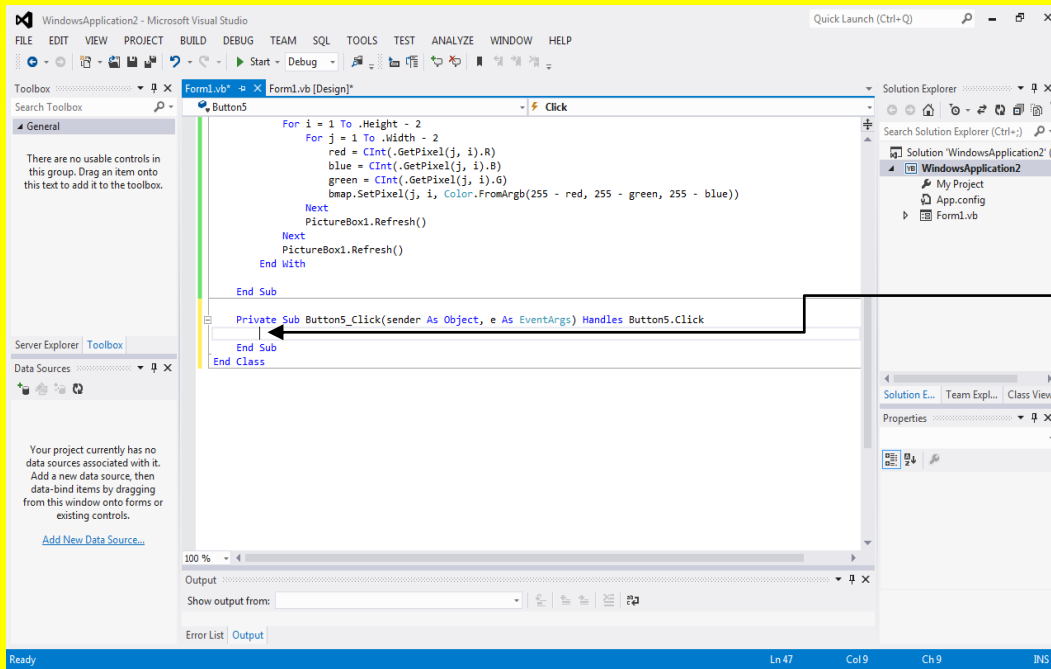 WindowsApplication2 - Microsoft Visual Studio
Quick Launch (Ctrl+Q)
FILE EDIT VIEW PROJECT BUILD DEBUG TEAM SQL TOOLS TEST ANALYZE WINDOW HELP
Start Debug
Toolbox
Search Toolbox
General
There are no usable controls in
this group. Drag an item onto
this text to add it to the toolbox.
Server Explorer Toolbox
Data Sources
Your project currently has no
data sources associated with it.
Add a new data source, then
data-bind items by dragging
from this window onto forms or
existing controls.
Add New Data Source...
Form1.vb* Form1.vb [Design]*
Button5 Click
For i = 1 To .Height - 2
For j = 1 To .Width - 2
red = CInt(.GetPixel(j, i).R)
blue = CInt(.GetPixel(j, i).B)
green = CInt(.GetPixel(j, i).G)
bmap.SetPixel(j, i, Color.FromArgb(255 - red, 255 - green, 255 - blue))
Next
PictureBox1.Refresh()
Next
PictureBox1.Refresh()
End With
End Sub
Private Sub Button5_Click(sender As Object, e As EventArgs) Handles Button5.Click
End Sub
End Class
100 %
Output
Show output from:
Error List Output
Solution Explorer
Search Solution Explorer (Ctrl+;)
Solution 'WindowsApplication2' (
VB WindowsApplication2
My Project
App.config
Form1.vb
Solution E... Team Expl... Class View
Properties
Ready Ln 47 Col 9 Ch 9 INS